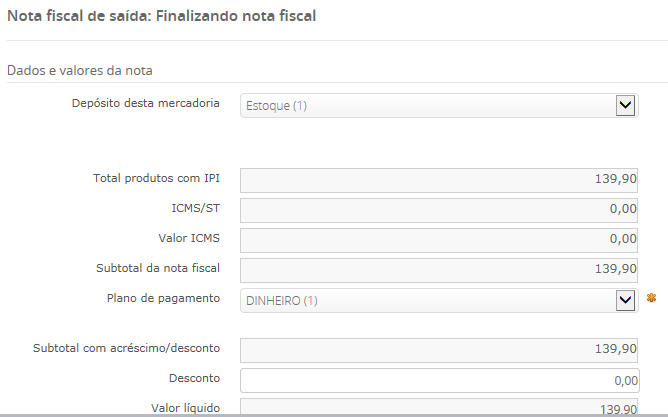 Nota fiscal de saída: Finalizando nota fiscal
Dados e valores da nota
Depósito desta mercadoria Estoque (1)
Total produtos com IPI 139,90
ICMS/ST 0,00
Valor ICMS 0,00
Subtotal da nota fiscal 139,90
Plano de pagamento DINHEIRO (1)
Subtotal com acréscimo/desconto 139,90
Desconto 0,00
Valor líquido 139,90